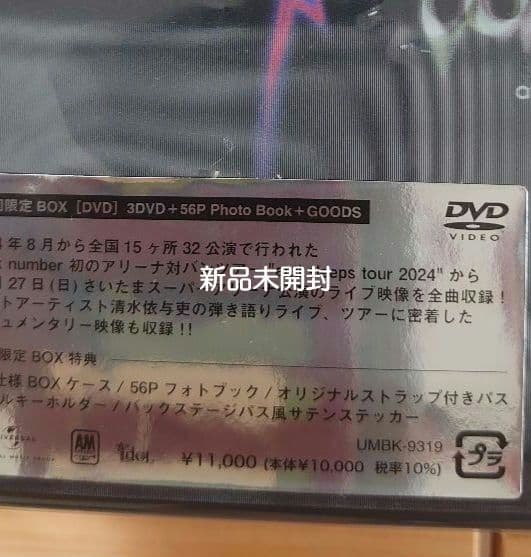 限定 BOX [DVD] 3DVD+56P Photo Book+GOODS
年8月から全国15ヶ所32公演で行われた
number 初のアリーナ対バン eps tour 2024" から
27日(日)さいたまスーパー 公演のライブ映像を全曲収録!
トアーティスト清水依与吏の弾き語りライブ、ツアーに密着した
ュメンタリー映像も収録!!
新品未開封
限定 BOX 特典
仕様 BOXケース / 56P フォトブック / オリジナルストラップ付きパス
ルキーホルダー / バックステージパス風サテンステッカー
DVD
VIDEO
UNIVERSAL
A&M
idol
¥11,000 (本体¥10,000 税率10%)
UMBK-9319
プラ